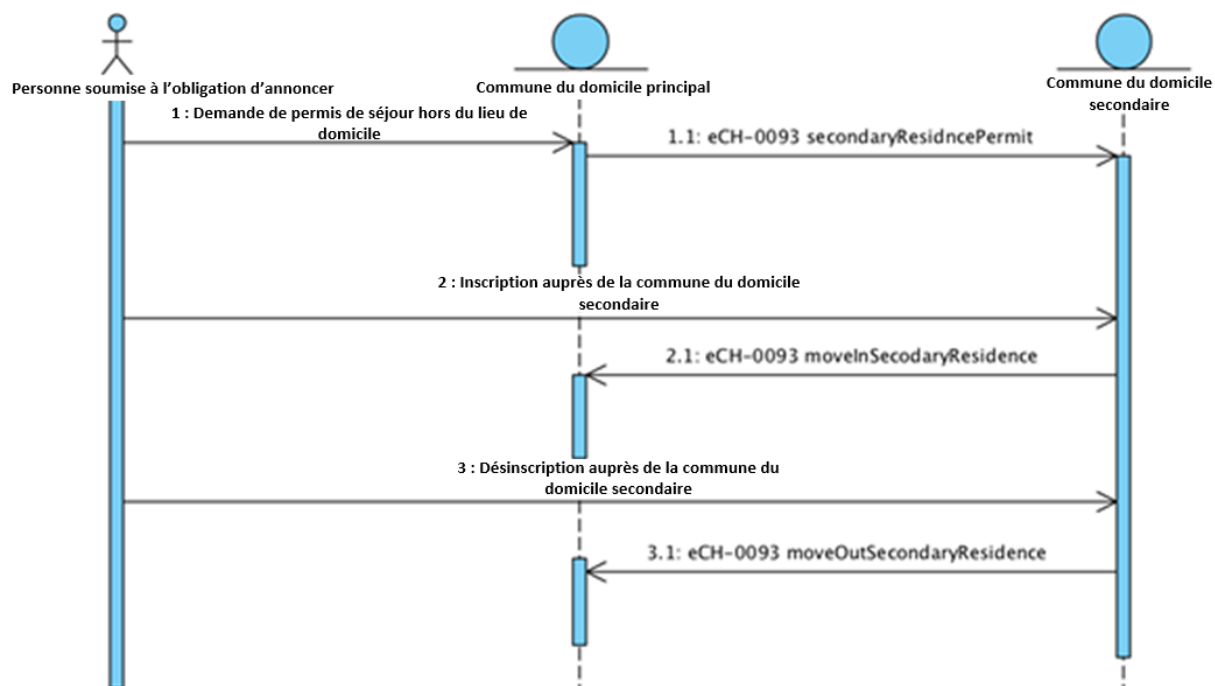 Personne soumise à l’obligation d’annoncer
Commune du domicile principal
Commune du domicile
secondaire
1 : Demande de permis de séjour hors du lieu de
domicile
1.1: eCH-0093 secondaryResidncePermit
2 : Inscription auprès de la commune du domicile
secondaire
2.1: eCH-0093 moveInSecodaryResidence
3 : Désinscription auprès de la commune du
domicile secondaire
3.1: eCH-0093 moveOutSecondaryResidence